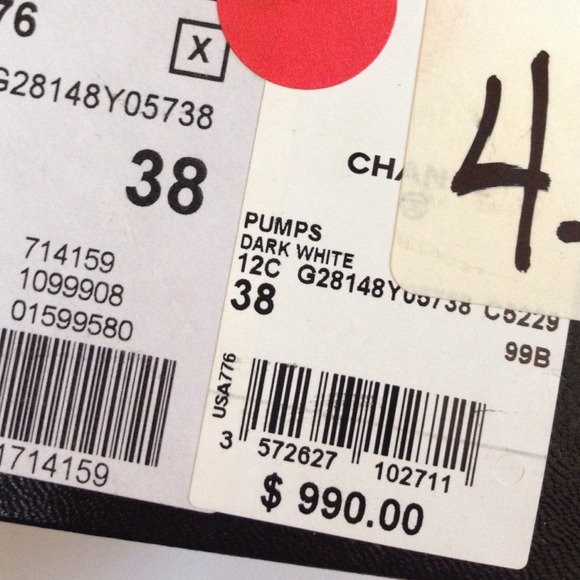 76
X
G28148Y05738
38
714159
1099908
01599580
1714159
CHA
4.
PUMPS
DARK WHITE
12C G28148Y05738 C5229
38
99B
USA776
3 572627 102711
$ 990.00